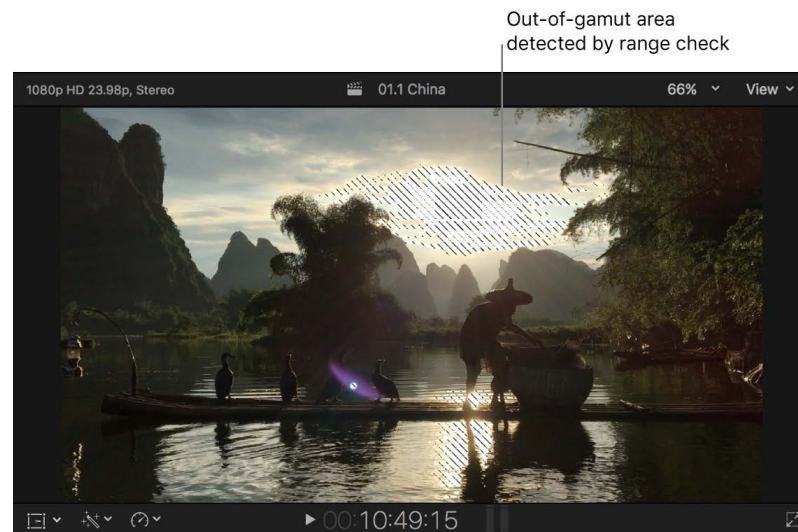 Out-of-gamut area
detected by range check
1080p HD 23.98p, Stereo
01.1 China
66%
View
00:10:49:15